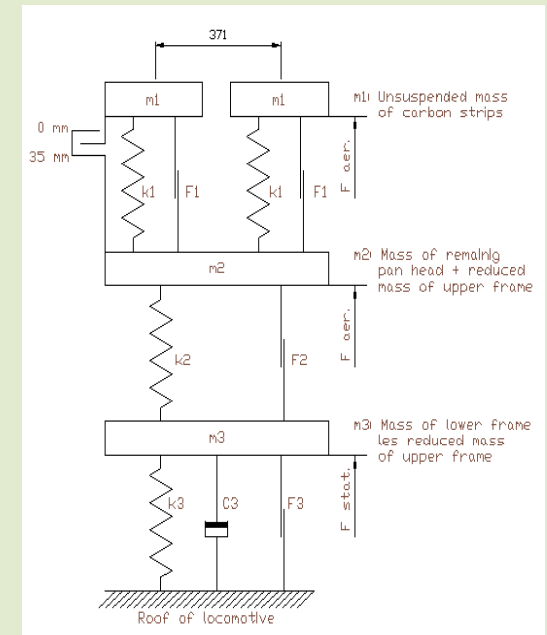 371
m1 m1
m1: Unsuspended mass
of carbon strips
0 mm
35 mm
k1 F1 k1 F1
F aer.
m2
m2: Mass of remainig
pan head + reduced
mass of upper frame
F aer.
k2 F2
m3
m3: Mass of lower frame
les reduced mass
of upper frame
F stat.
k3 C3 F3
Roof of locomotive